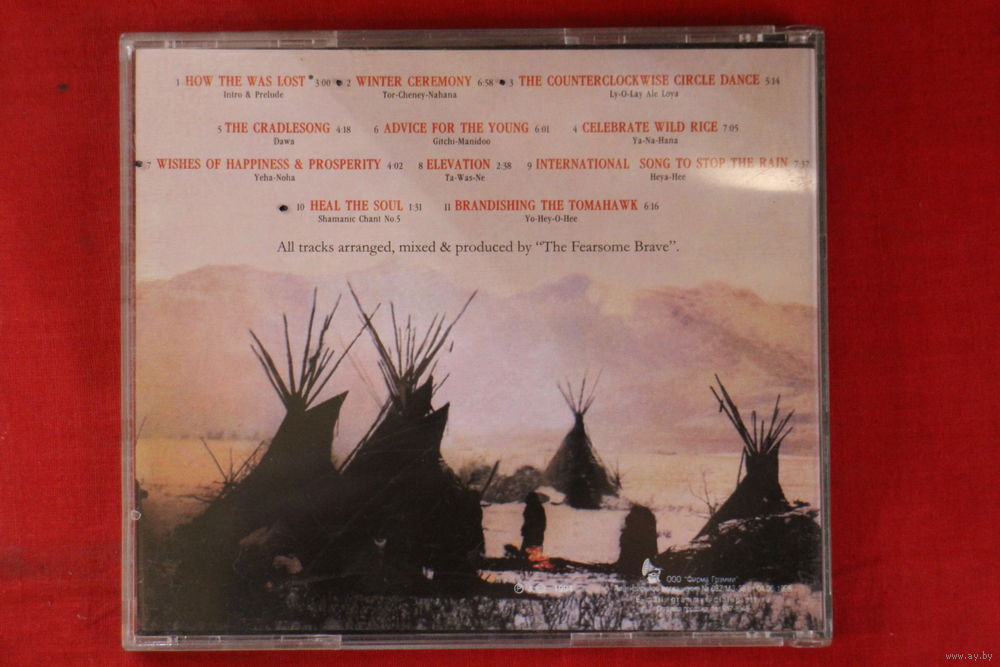 1 HOW THE WAS LOST 3:00 2 WINTER CEREMONY 6:58 3 THE COUNTERCLOCKWISE CIRCLE DANCE 5:14
Intro & Prelude Tor-Cheney-Nahana Ly-O-Lay Ale Loya
5 THE CRADLESONG 4:18 6 ADVICE FOR THE YOUNG 6:01 4 CELEBRATE WILD RICE 7:05
Dawa Gitchi-Manidoo Ya-Na-Hana
7 WISHES OF HAPPINESS & PROSPERITY 4:02 8 ELEVATION 2:38 9 INTERNATIONAL SONG TO STOP THE RAIN 7:37
Yeha-Noha Ta-Was-Ne Heya-Hee
10 HEAL THE SOUL 1:31 11 BRANDISHING THE TOMAHAWK 6:16
Shamanic Chant No.5 Yo-Hey-O-Hee
All tracks arranged, mixed & produced by “The Fearsome Brave”.
ООО "Фирма Грамми"
www.ay.by